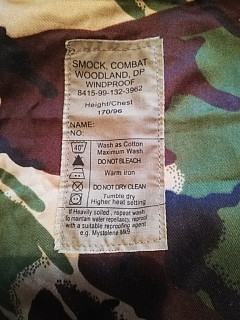 SMOCK, COMBAT
WOODLAND, DP
WINDPROOF
8415-99-132-3962
Height/Chest
170/96
NAME:
NO:
40° Wash as Cotton
Maximum Wash
DO NOT BLEACH
Warm iron
DO NOT DRY CLEAN
Tumble dry
Higher heat setting
If Heavily soiled, repeat wash
To maintain water repellancy, reproof
with a suitable reproofing agent
e.g. Mystolene Mk9